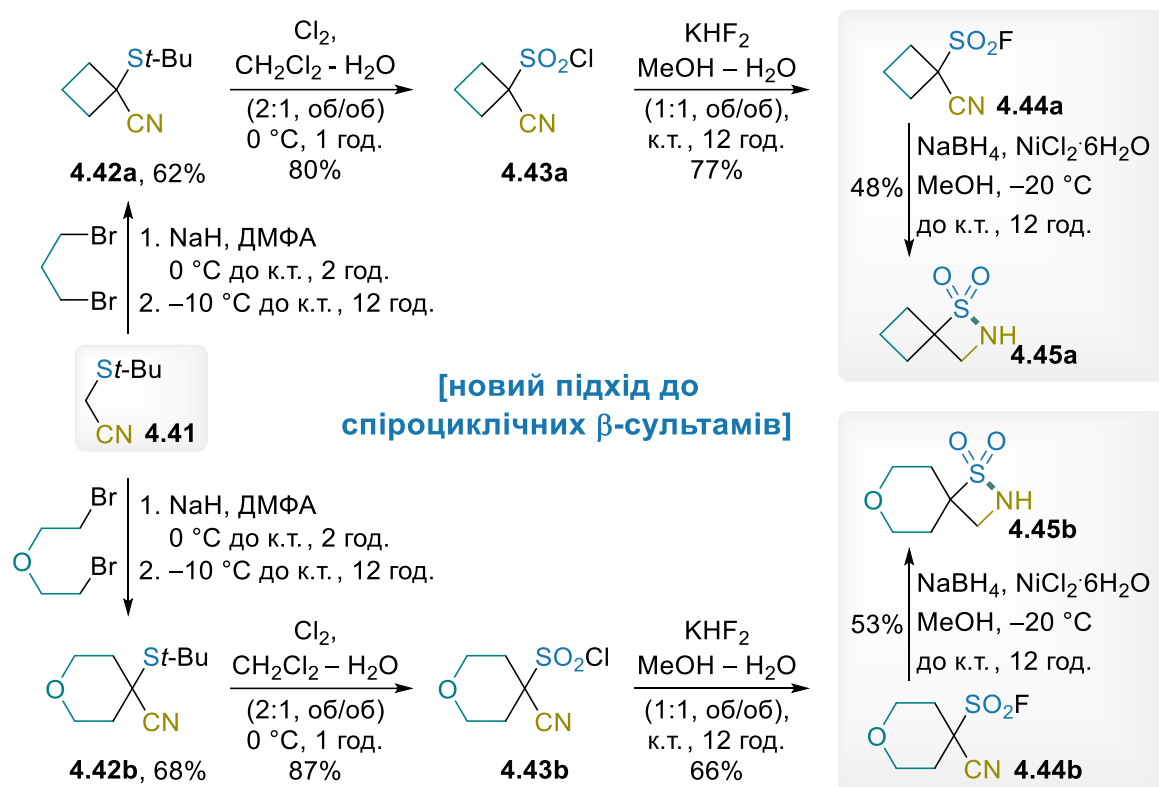 St-Bu
CN
4.42a, 62%
Cl2,
CH2Cl2 - H2O
(2:1, об/об)
0 °C, 1 год.
80%
SO2Cl
CN
4.43a
KHF2
MeOH – H2O
(1:1, об/об),
к.т., 12 год.
77%
SO2F
CN 4.44a
48%
NaBH4, NiCl2·6H2O
MeOH, –20 °C
до к.т., 12 год.
O O
S
NH
4.45a
Br
Br
1. NaH, ДМФА
0 °C до к.т., 2 год.
2. –10 °C до к.т., 12 год.
St-Bu
CN 4.41
[новий підхід до
спіроциклічних β-сультамів]
Br
O
Br
1. NaH, ДМФА
0 °C до к.т., 2 год.
2. –10 °C до к.т., 12 год.
O O
S
O
NH
4.45b
53%
NaBH4, NiCl2·6H2O
MeOH, –20 °C
до к.т., 12 год.
St-Bu
O
CN
4.42b, 68%
Cl2,
CH2Cl2 – H2O
(2:1, об/об)
0 °C, 1 год.
87%
SO2Cl
O
CN
4.43b
KHF2
MeOH – H2O
(1:1, об/об),
к.т., 12 год.
66%
SO2F
O
CN 4.44b